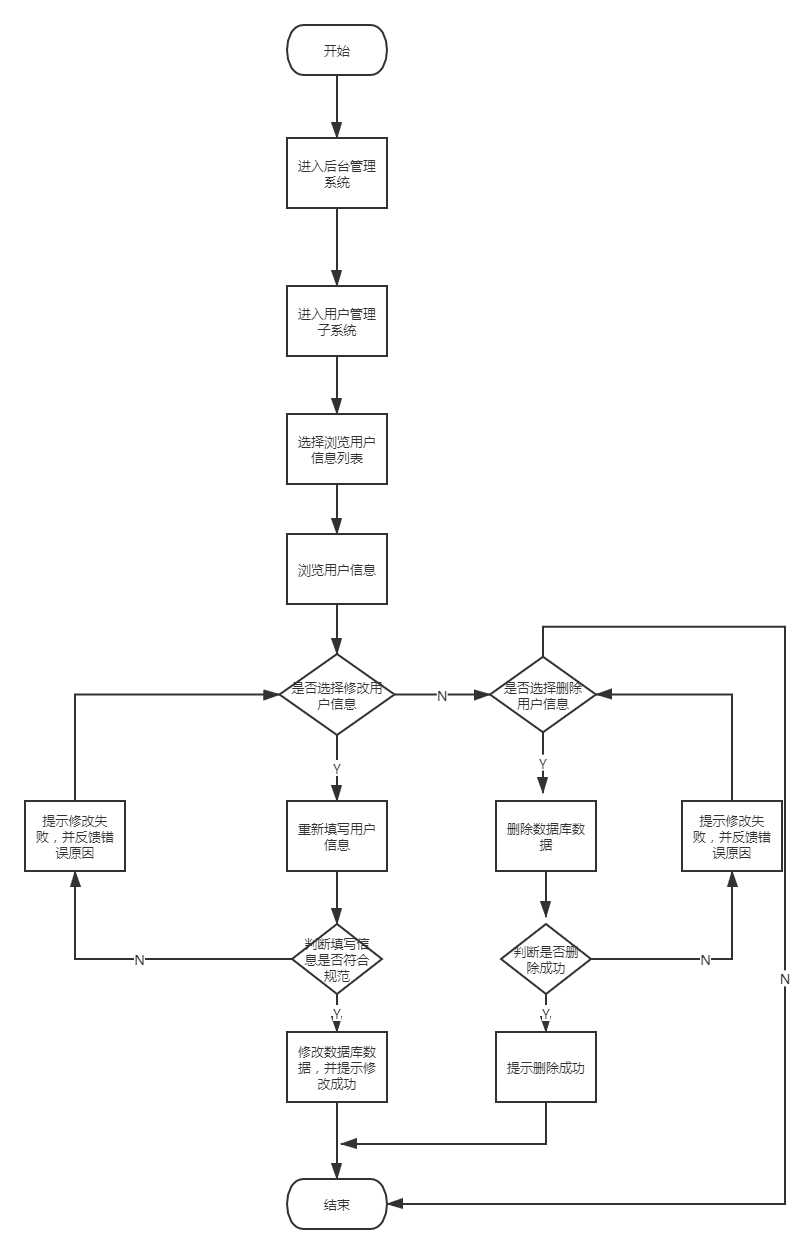 开始
进入后台管理
系统
进入用户管理
子系统
选择浏览用户
信息列表
浏览用户信息
是否选择修改用
户信息
N
是否选择删除
用户信息
Y
Y
提示修改失
败，并反馈错
误原因
重新填写用户
信息
删除数据库数
据
提示修改失
败，并反馈错
误原因
N
判断填写信
息是否符合
规范
判断是否删
除成功
N
N
Y
Y
修改数据库数
据，并提示修
改成功
提示删除成功
结束